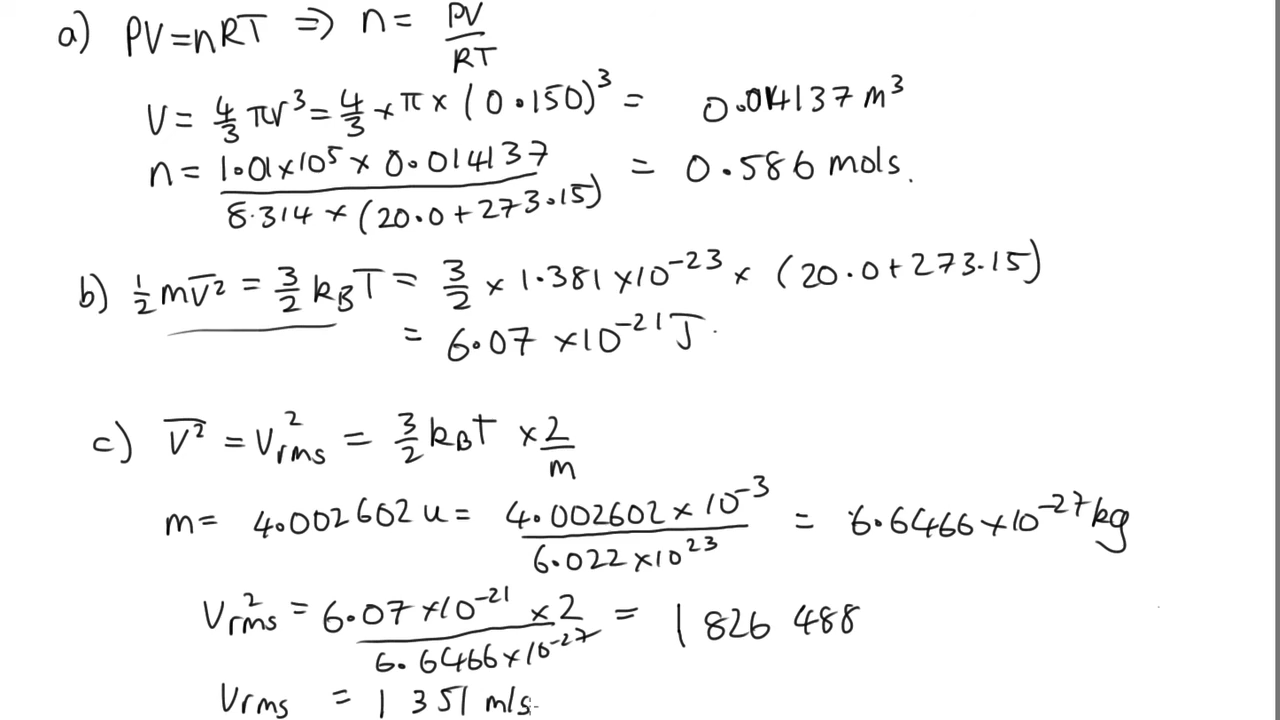 a) PV=nRT ⇒ n= PV/RT
V = 4/3 πr³ = 4/3 × π × (0.150)³ = 0.014137 m³
n = 1.01×10⁵ × 0.014137 / 8.314 × (20.0+273.15) = 0.586 mols.
b) ½ mv̅² = 3/2 k_BT = 3/2 × 1.381×10⁻²³ × (20.0+273.15)
= 6.07 ×10⁻²¹ J.
c) v̅² = V²rms = 3/2 k_BT × 2/m
m = 4.002602 u = 4.002602×10⁻³ / 6.022×10²³ = 6.6466×10⁻²⁷ kg
V²rms = 6.07×10⁻²¹ ×2 / 6.6466×10⁻²⁷ = 1 826 488
Vrms = 1 351 m/s